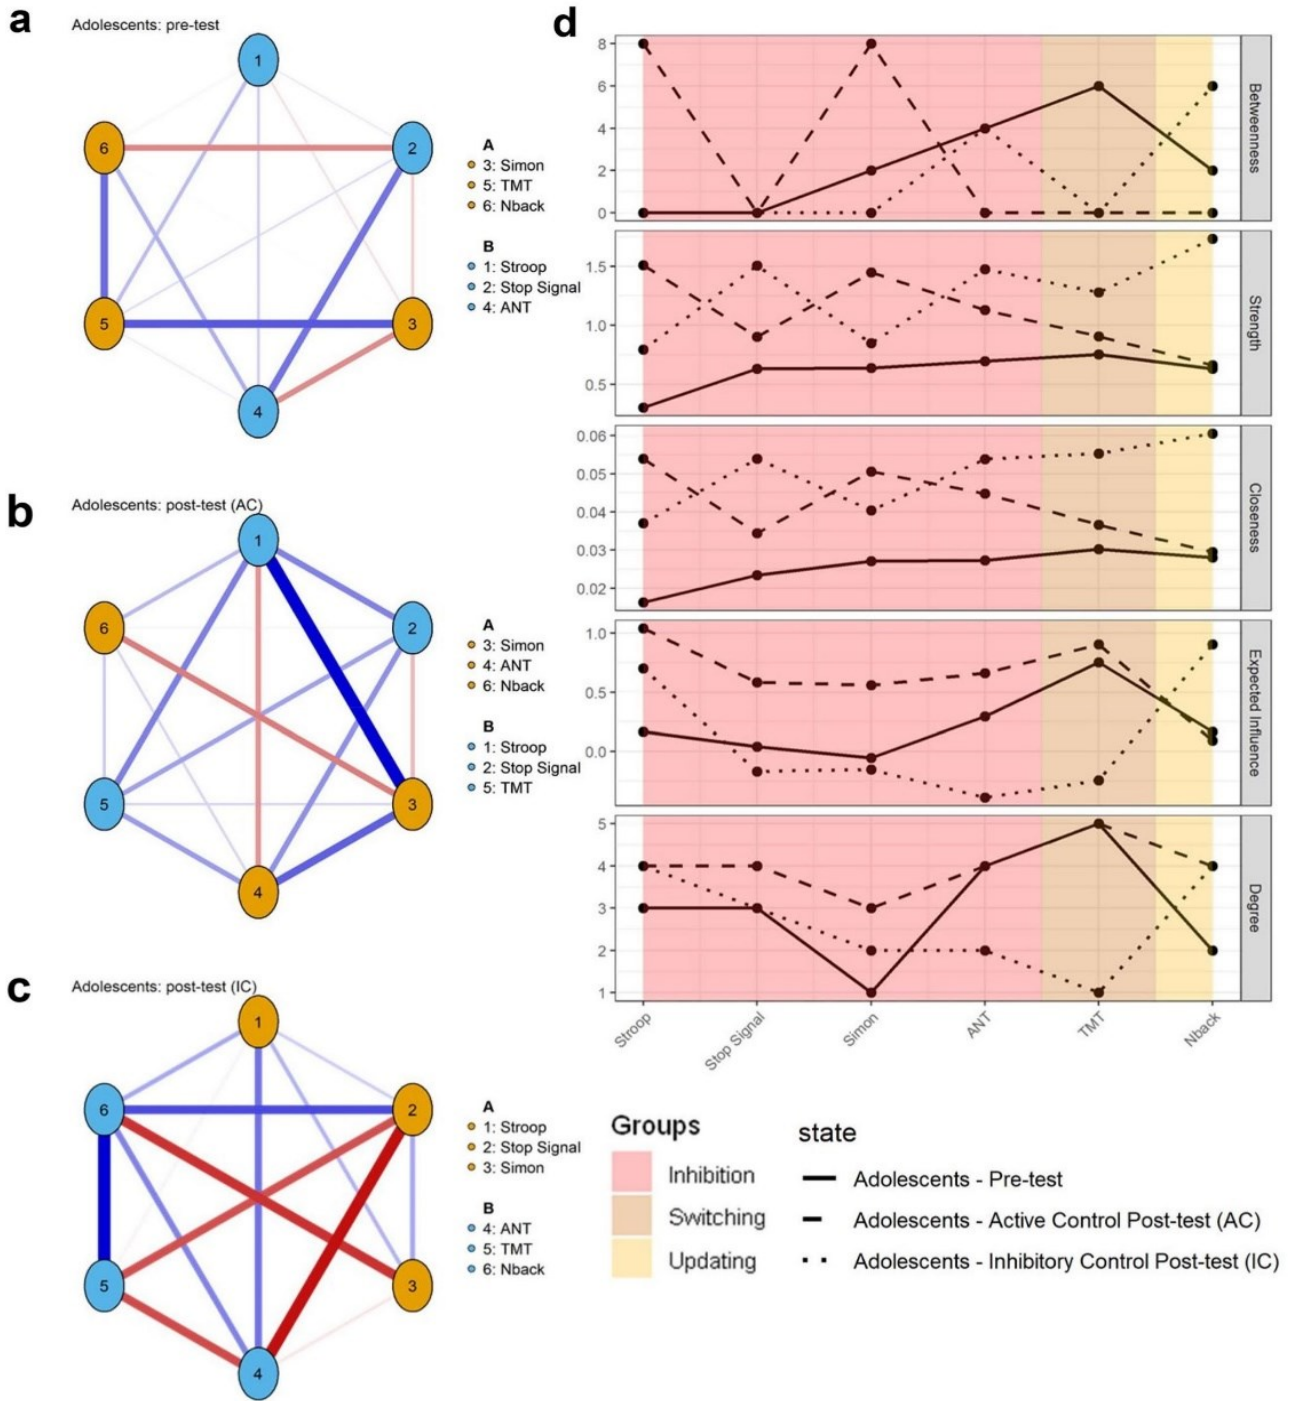 a
Adolescents: pre-test
1
6
2
5
3
4
A
3: Simon
5: TMT
6: Nback
B
1: Stroop
2: Stop Signal
4: ANT
b
Adolescents: post-test (AC)
1
6
2
5
3
4
A
3: Simon
4: ANT
6: Nback
B
1: Stroop
2: Stop Signal
5: TMT
c
Adolescents: post-test (IC)
1
6
2
5
3
4
A
1: Stroop
2: Stop Signal
3: Simon
B
4: ANT
5: TMT
6: Nback
d
8
6
4
2
0
Betweenness
1.5
1.0
0.5
Strength
0.06
0.05
0.04
0.03
0.02
Closeness
1.0
0.5
0.0
Expected Influence
5
4
3
2
1
Degree
Stroop
Stop Signal
Simon
ANT
TMT
Nback
Groups
Inhibition
Switching
Updating
state
Adolescents - Pre-test
Adolescents - Active Control Post-test (AC)
Adolescents - Inhibitory Control Post-test (IC)